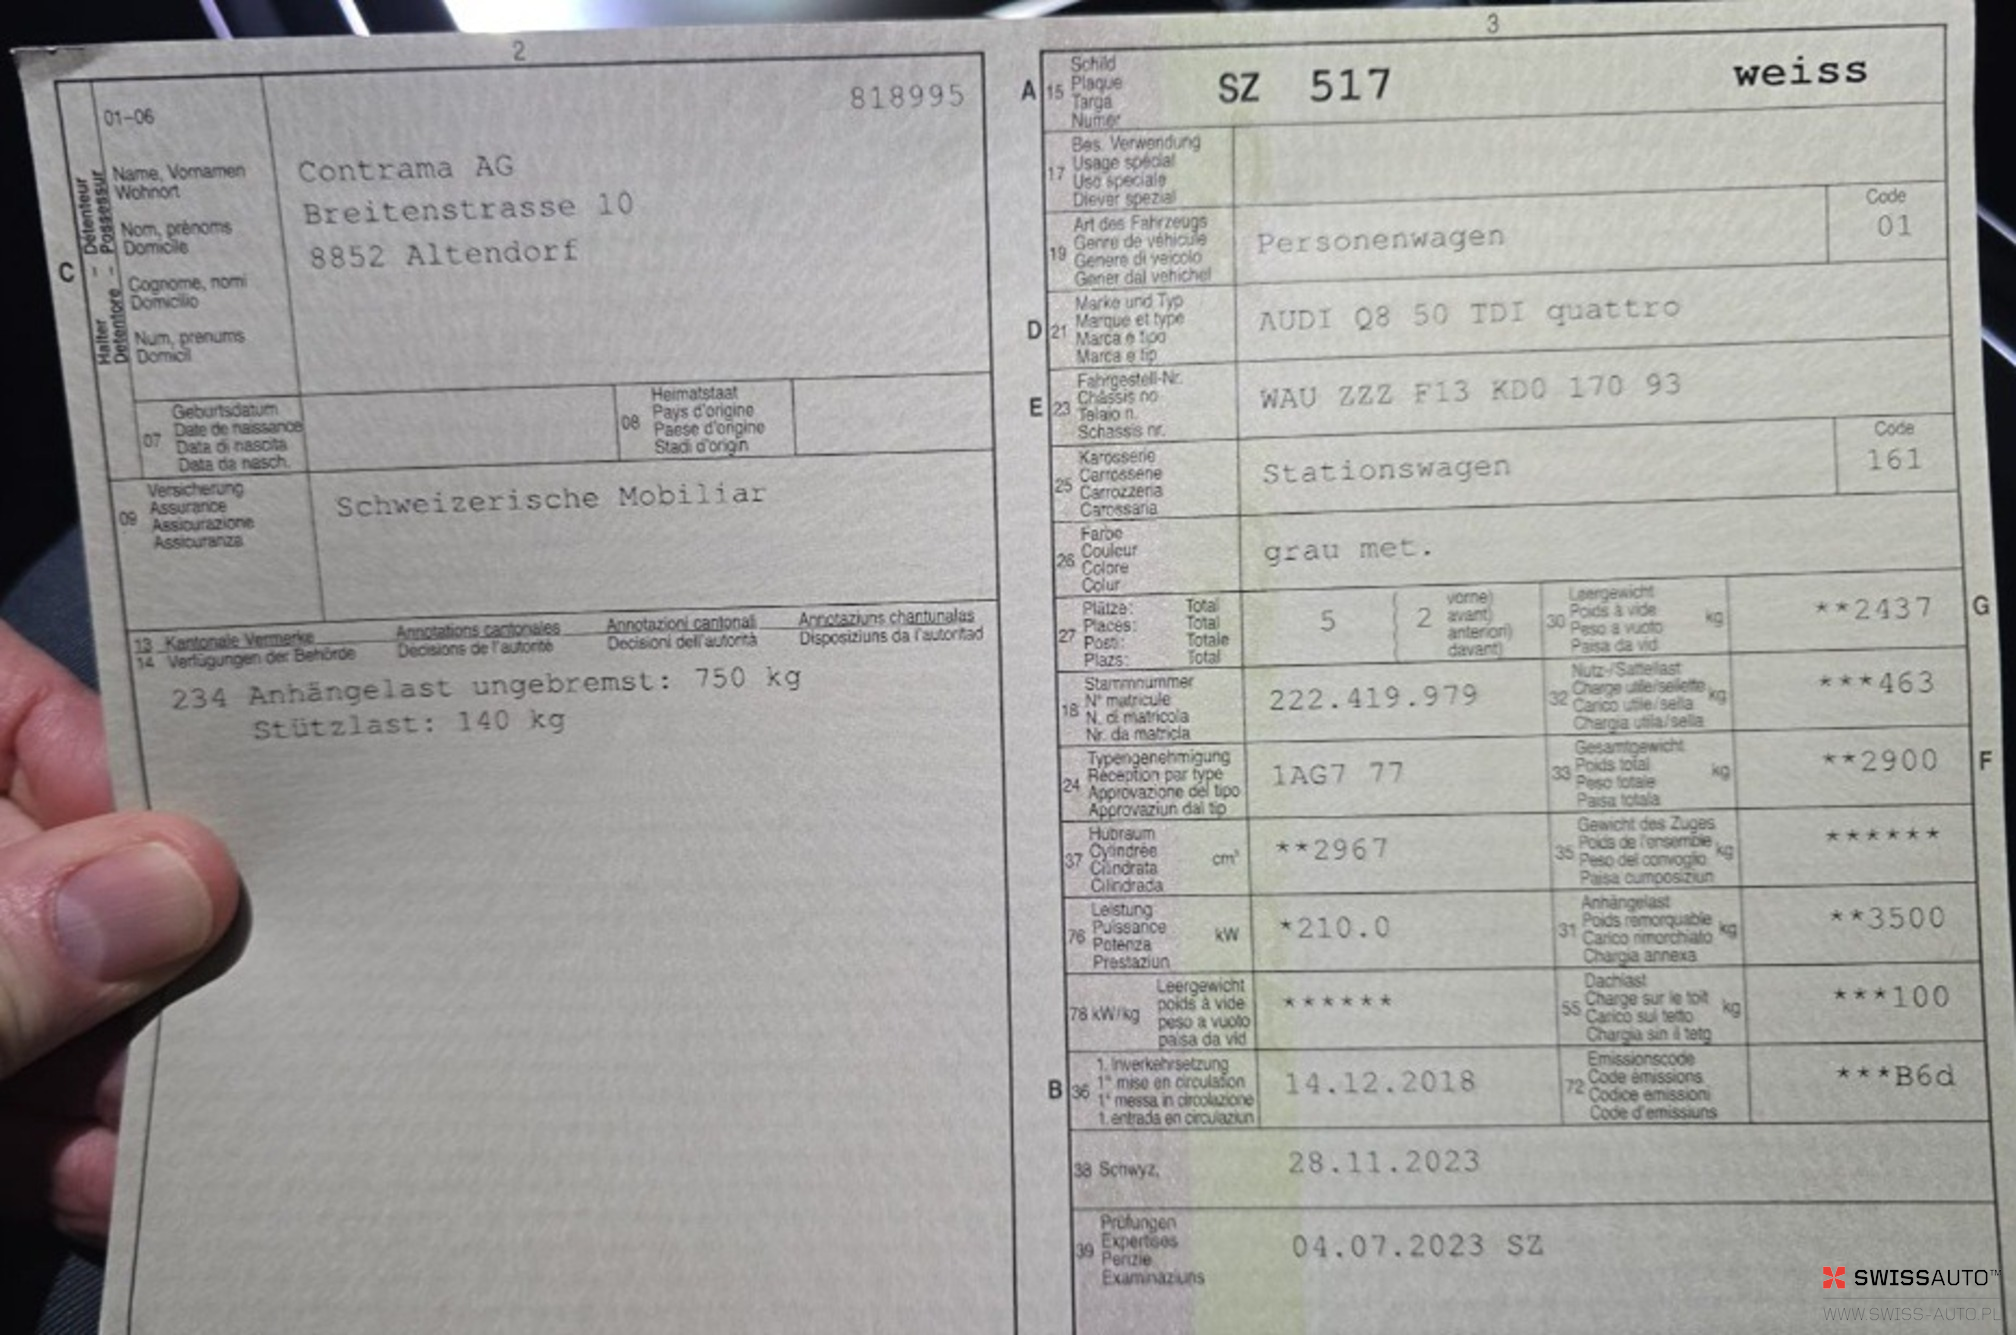 2
01-06
818995
C
Halter - Détenteur
Detentore - Possessur
Name, Vornamen
Wohnort
Nom, prénoms
Domicile
Cognome, nomi
Domicilio
Num, prenums
Domicil
Contrama AG
Breitenstrasse 10
8852 Altendorf
07
Geburtsdatum
Date de naissance
Data di nascita
Data da nasch.
08
Heimatstaat
Pays d'origine
Paese d'origine
Stadi d'origin
09
Versicherung
Assurance
Assicurazione
Assicuranza
Schweizerische Mobiliar
13 Kantonale Vermerke Annotations cantonales Annotazioni cantonali Annotaziuns chantunalas
14 Verfügungen der Behörde Décisions de l'autorité Decisioni dell'autorità Disposiziuns da l'autoritad
234 Anhängelast ungebremst: 750 kg
Stützlast: 140 kg
3
A 15
Schild
Plaque
Targa
Numer
SZ 517 weiss
17
Bes. Verwendung
Usage spécial
Uso speciale
Diever spezial
19
Art des Fahrzeugs
Genre de véhicule
Genere di veicolo
Gener dal vehichel
Personenwagen
Code
01
D 21
Marke und Typ
Marque et type
Marca e tipo
Marca e tip
AUDI Q8 50 TDI quattro
E 23
Fahrgestell-Nr.
Châssis no
Telaio n.
Schassis nr.
WAU ZZZ F13 KD0 170 93
25
Karosserie
Carrosserie
Carrozzeria
Carossaria
Stationswagen
Code
161
26
Farbe
Couleur
Colore
Colur
grau met.
27
Plätze: Total
Places: Total
Posti: Totale
Plazs: Total
5
2
vorne)
avant)
anteriori)
davant)
30
Leergewicht
Poids à vide
Peso a vuoto
Paisa da vid
kg
**2437
G
18
Stammnummer
N° matricule
N. di matricola
Nr. da matricla
222.419.979
32
Nutz-/Sattellast
Charge utile/sellette
Carico utile/sella
Chargia utila/sella
kg
***463
24
Typengenehmigung
Réception par type
Approvazione del tipo
Approvaziun dal tip
1AG7 77
33
Gesamtgewicht
Poids total
Peso totale
Paisa totala
kg
**2900
F
37
Hubraum
Cylindrée
Cilindrata
Cilindrada
cm³
**2967
35
Gewicht des Zuges
Poids de l'ensemble
Peso del convoglio
Paisa cumposiziun
kg
******
76
Leistung
Puissance
Potenza
Prestaziun
kW
*210.0
31
Anhängelast
Poids remorquable
Carico rimorchiato
Chargia annexa
kg
**3500
78 kW/kg
Leergewicht
poids à vide
peso a vuoto
paisa da vid
******
55
Dachlast
Charge sur le toit
Carico sul tetto
Chargia sin il tetg
kg
***100
B 36
1. Inverkehrsetzung
1re mise en circulation
1a messa in circolazione
1. entrada en circulaziun
14.12.2018
72
Emissionscode
Code émissions
Codice emissioni
Code d'emissiuns
***B6d
38 Schwyz,
28.11.2023
39
Prüfungen
Expertises
Perizie
Examinaziuns
04.07.2023 SZ
SWISSAUTO™
WWW.SWISS-AUTO.PL